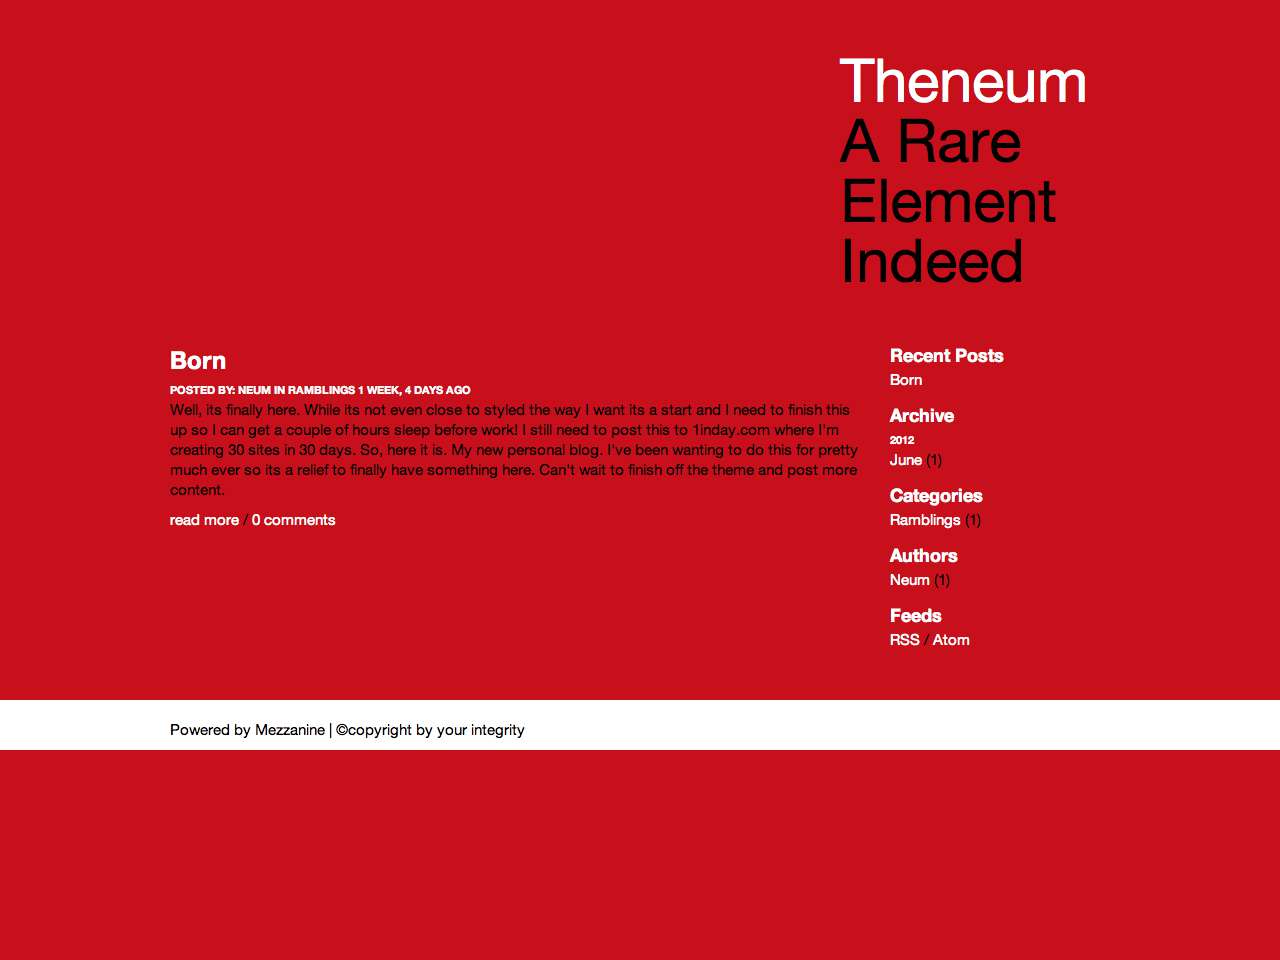 Theneum
A Rare
Element
Indeed
Born
POSTED BY: NEUM IN RAMBLINGS 1 WEEK, 4 DAYS AGO
Well, its finally here. While its not even close to styled the way I want its a start and I need to finish this
up so I can get a couple of hours sleep before work! I still need to post this to 1inday.com where I'm
creating 30 sites in 30 days. So, here it is. My new personal blog. I've been wanting to do this for pretty
much ever so its a relief to finally have something here. Can't wait to finish off the theme and post more
content.
read more / 0 comments
Recent Posts
Born
Archive
2012
June (1)
Categories
Ramblings (1)
Authors
Neum (1)
Feeds
RSS / Atom
Powered by Mezzanine | ©copyright by your integrity